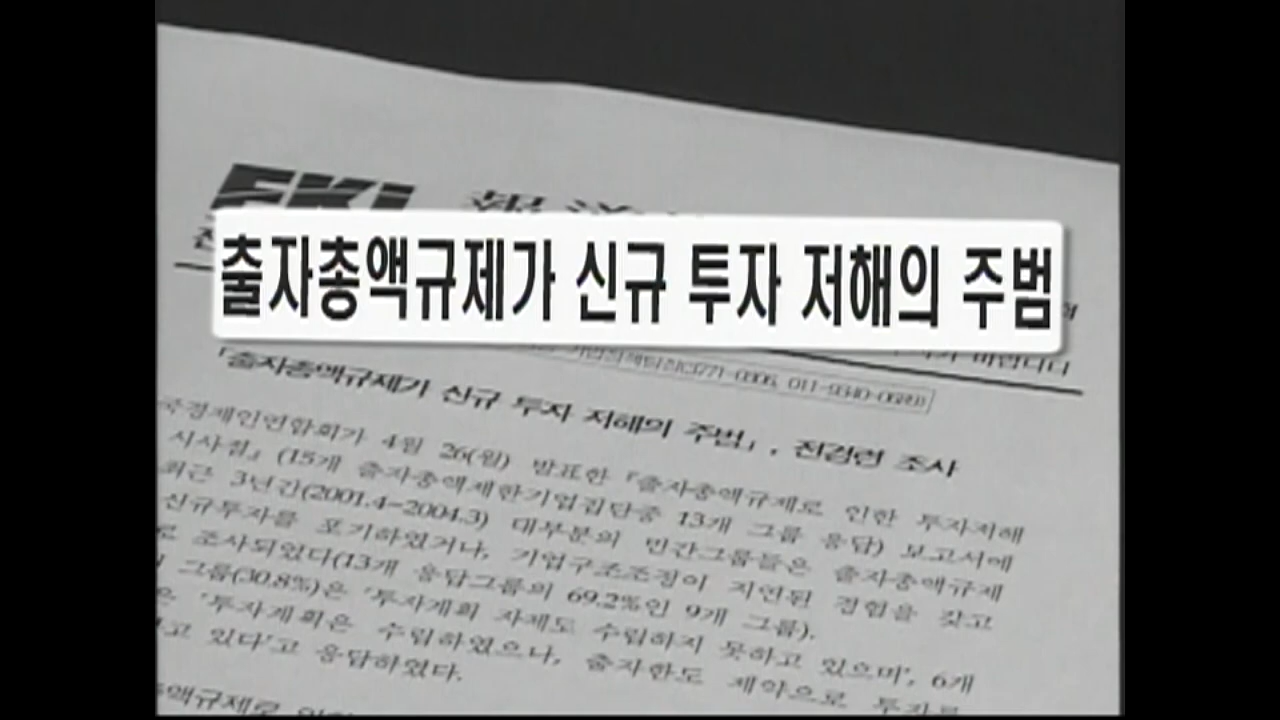 FKI 報
출자총액규제가 신규 투자 저해의 주범
「출자총액규제가 신규 투자 저해의 주범」, 전경련 조사
국경제인연합회가 4월 26(월) 발표한 『출자총액규제로 인한 투자저해
시사점』(15개 출자총액제한기업집단중 13개 그룹 응답) 보고서에
최근 3년간(2001.4~2004.3) 대부분의 민간그룹들은 출자총액규제
신규투자를 포기하였거나, 기업구조조정이 지연된 경험을 갖고
로 조사되었다(13개 응답그룹의 69.2%인 9개 그룹).
그룹(30.8%)은 '투자계획 자체도 수립하지 못하고 있으며', 6개
은 '투자계획은 수립하였으나, 출자한도 제약으로 투자를
고 있다'고 응답하였다.
액규제로